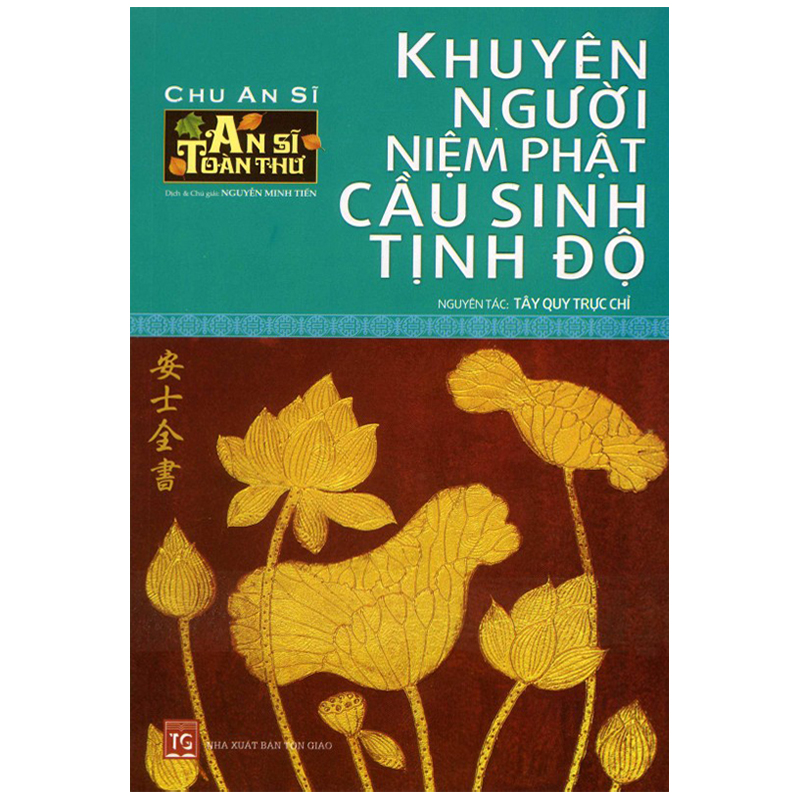 CHU AN SĨ
AN SĨ
TOÀN THƯ
Dịch & Chú giải: NGUYỄN MINH TIẾN
KHUYÊN
NGƯỜI
NIỆM PHẬT
CẦU SINH
TỊNH ĐỘ
NGUYÊN TÁC: TÂY QUY TRỰC CHỈ
安士全書
TG
NHÀ XUẤT BẢN TÔN GIÁO